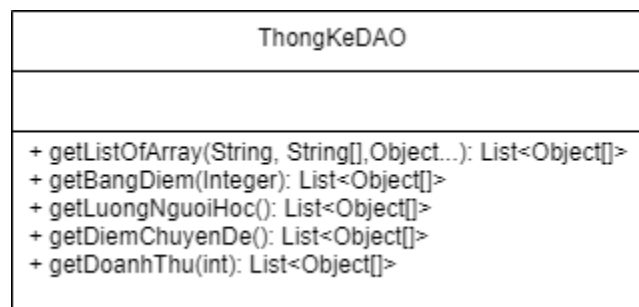 ThongKeDAO
+ getListOfArray(String, String[],Object...): List<Object[]>
+ getBangDiem(Integer): List<Object[]>
+ getLuongNguoiHoc(): List<Object[]>
+ getDiemChuyenDe(): List<Object[]>
+ getDoanhThu(int): List<Object[]>